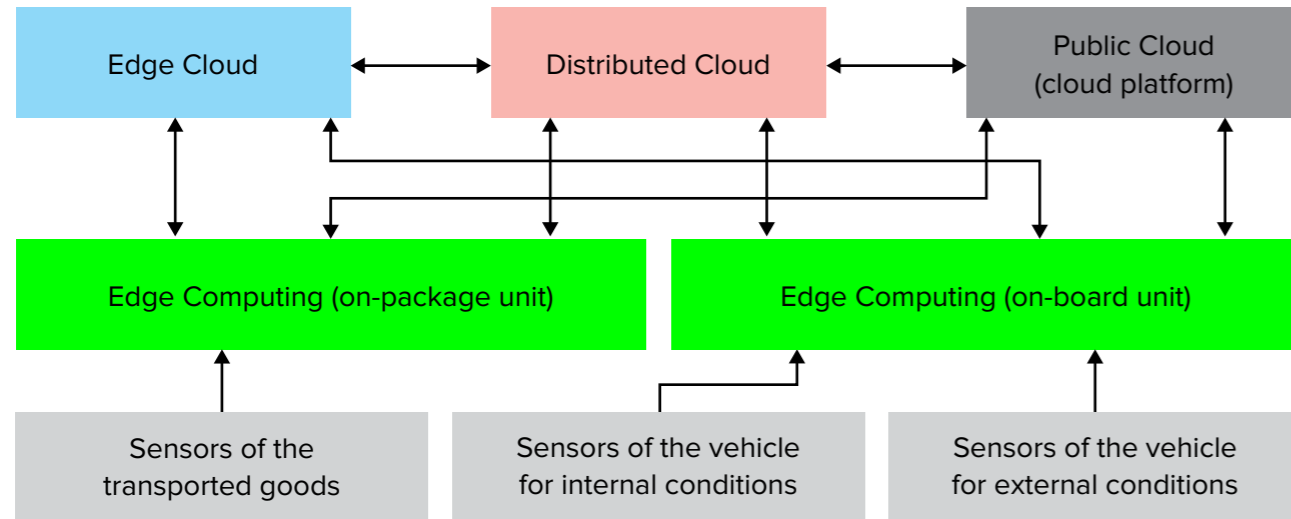 Edge Cloud
Distributed Cloud
Public Cloud
(cloud platform)
Edge Computing (on-package unit)
Edge Computing (on-board unit)
Sensors of the
transported goods
Sensors of the vehicle
for internal conditions
Sensors of the vehicle
for external conditions